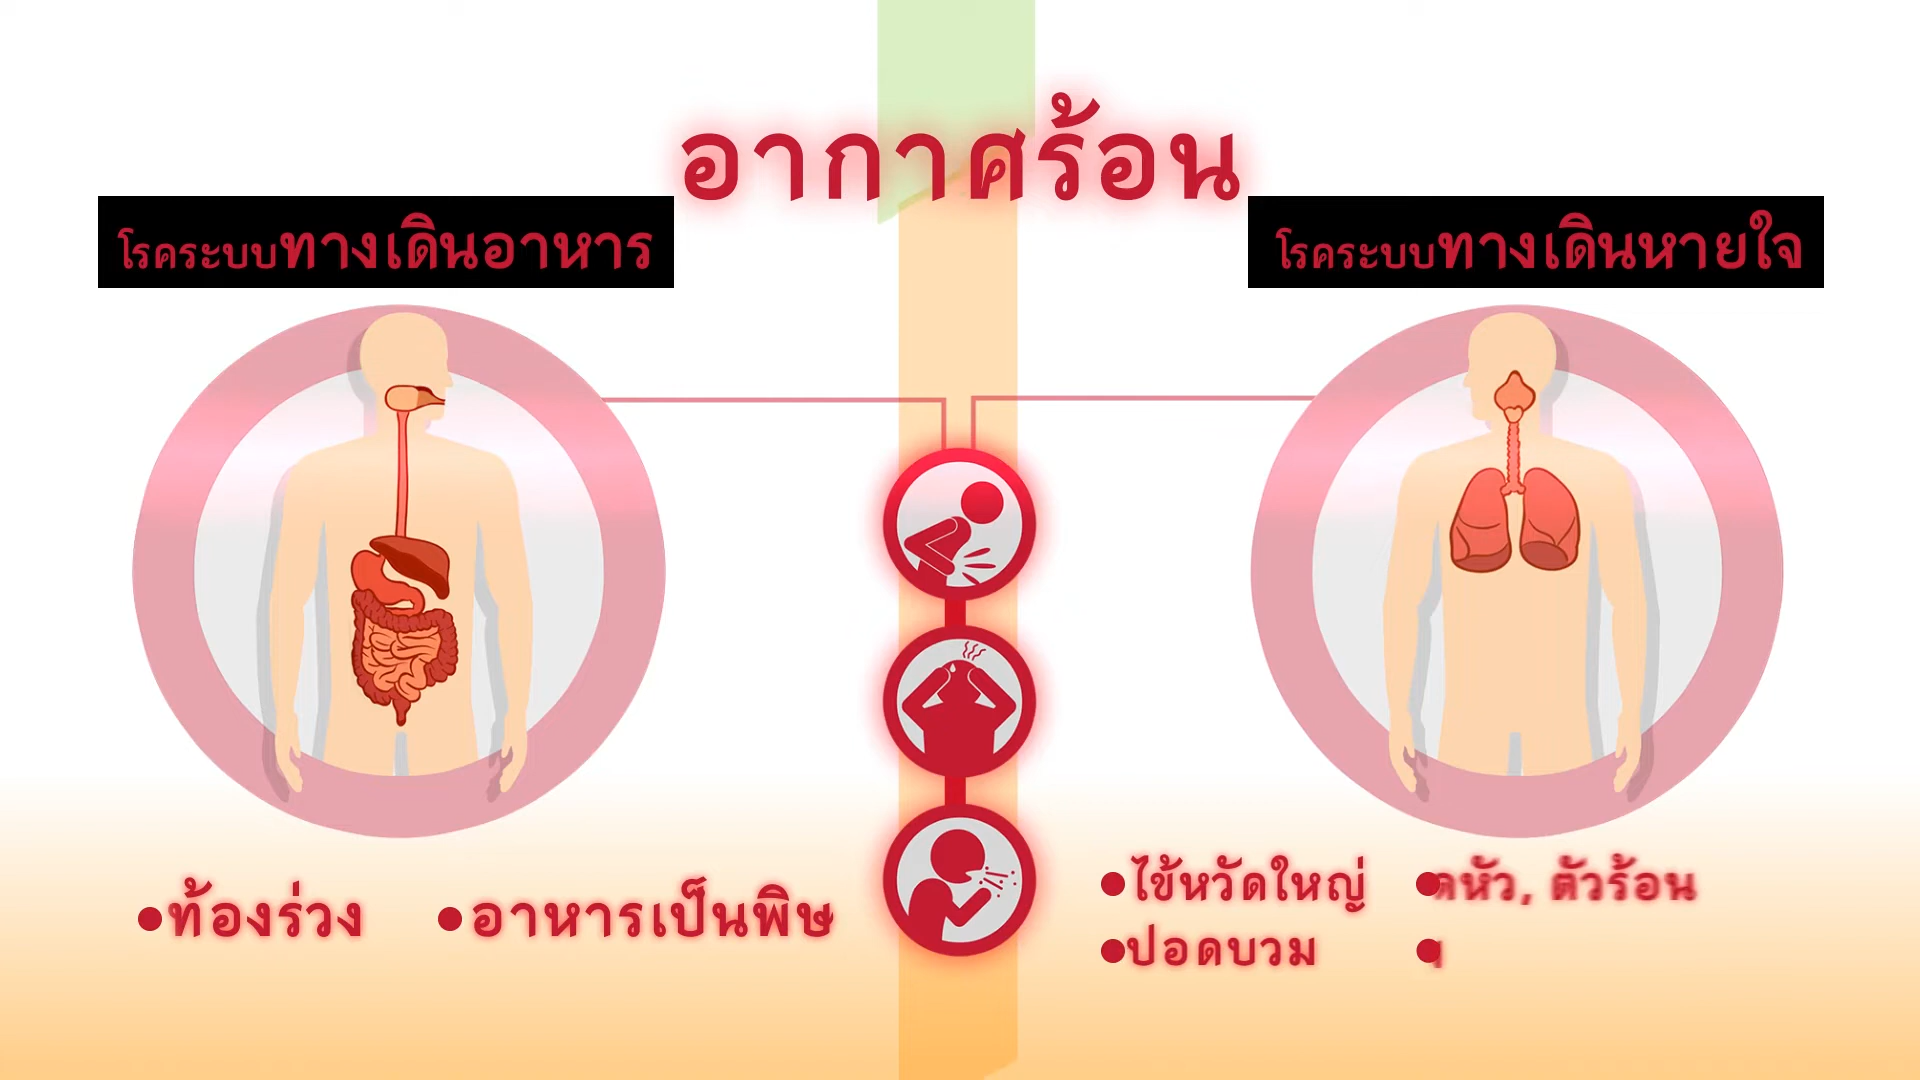 อากาศร้อน
โรคระบบทางเดินอาหาร
โรคระบบทางเดินหายใจ
•ท้องร่วง •อาหารเป็นพิษ
•ไข้หวัดใหญ่ • ตัวร้อน
•ปอดบวม •